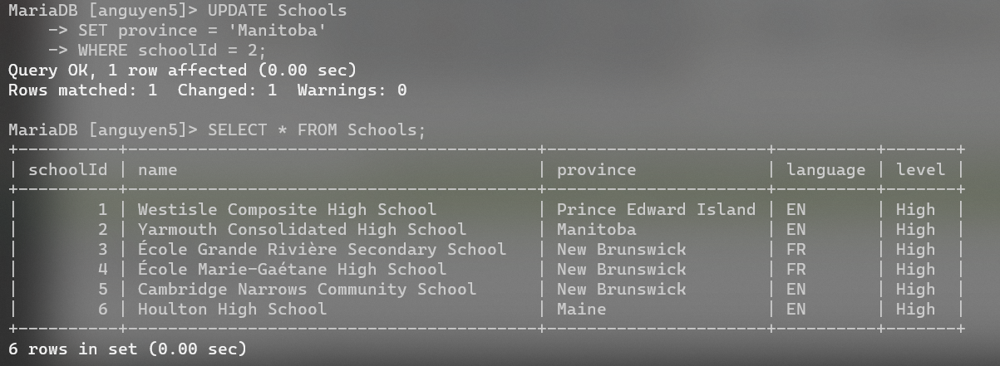 MariaDB [anguyen5]> UPDATE Schools
    -> SET province = 'Manitoba'
    -> WHERE schoolId = 2;
Query OK, 1 row affected (0.00 sec)
Rows matched: 1  Changed: 1  Warnings: 0

MariaDB [anguyen5]> SELECT * FROM Schools;
+----------+-----------------------------------------+----------------------+----------+-------+
| schoolId | name                                    | province             | language | level |
+----------+-----------------------------------------+----------------------+----------+-------+
|        1 | Westisle Composite High School          | Prince Edward Island | EN       | High  |
|        2 | Yarmouth Consolidated High School       | Manitoba             | EN       | High  |
|        3 | École Grande Rivière Secondary School   | New Brunswick        | FR       | High  |
|        4 | École Marie-Gaétane High School         | New Brunswick        | FR       | High  |
|        5 | Cambridge Narrows Community School      | New Brunswick        | EN       | High  |
|        6 | Houlton High School                     | Maine                | EN       | High  |
+----------+-----------------------------------------+----------------------+----------+-------+
6 rows in set (0.00 sec)